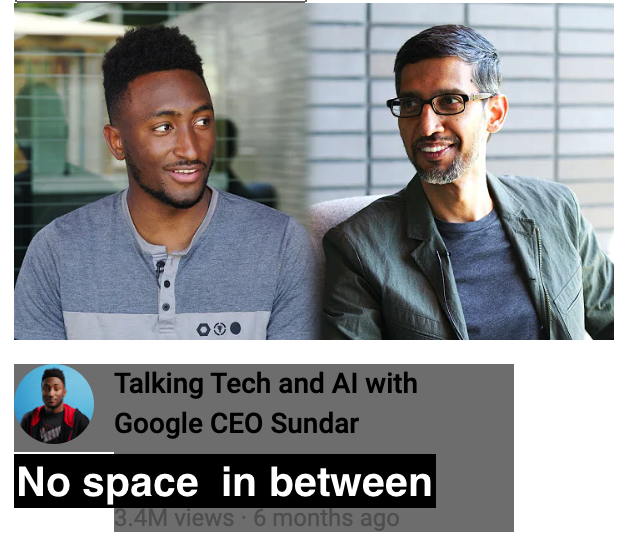 Talking Tech and AI with
Google CEO Sundar
No space  in between
3.4M views · 6 months ago